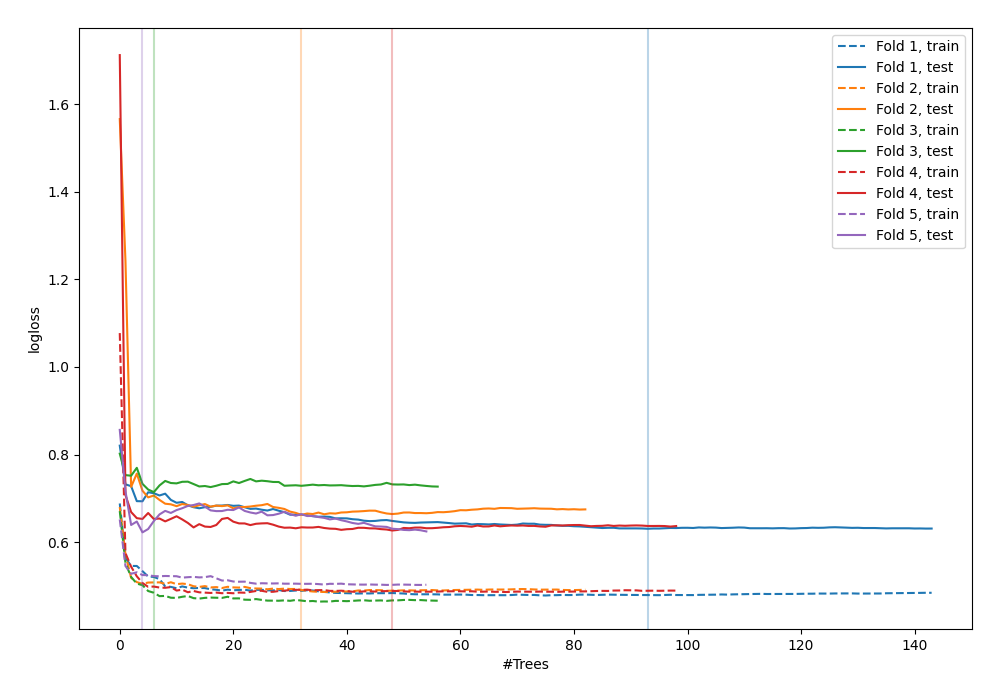 1.6
1.4
1.2
1.0
0.8
0.6
logloss
0
20
40
60
80
100
120
140
#Trees
Fold 1, train
Fold 1, test
Fold 2, train
Fold 2, test
Fold 3, train
Fold 3, test
Fold 4, train
Fold 4, test
Fold 5, train
Fold 5, test